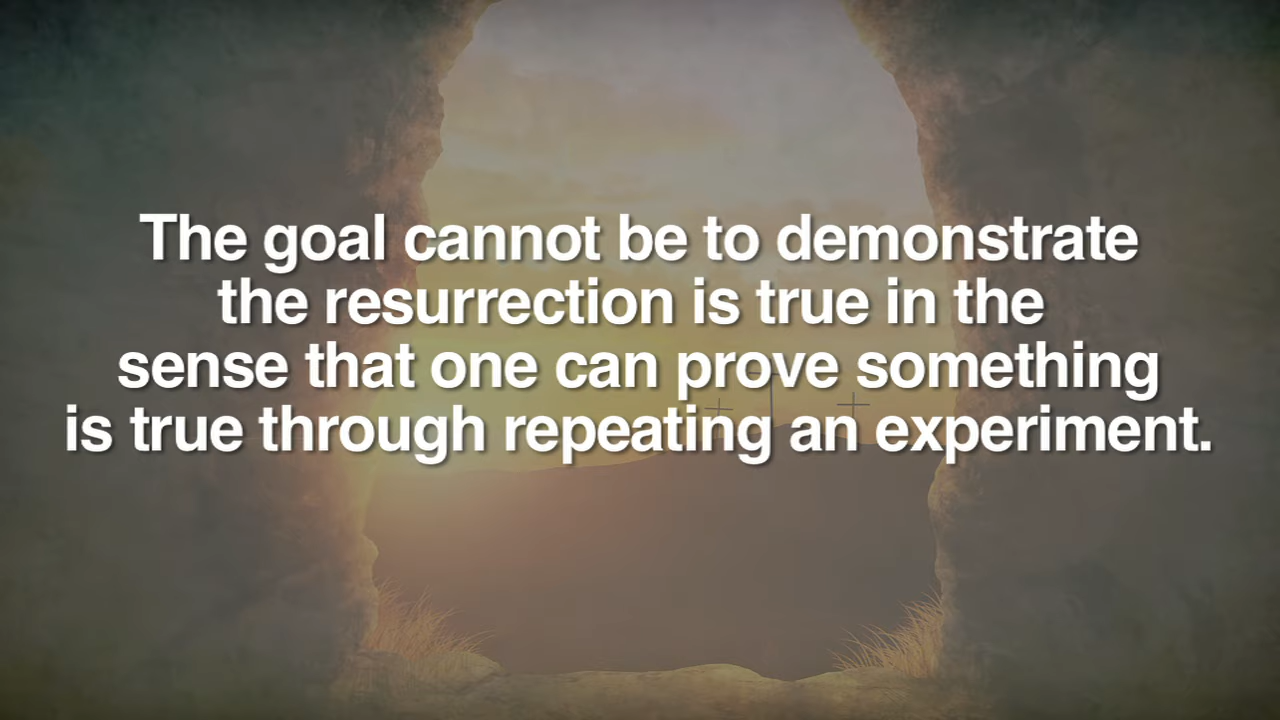 The goal cannot be to demonstrate
the resurrection is true in the
sense that one can prove something
is true through repeating an experiment.